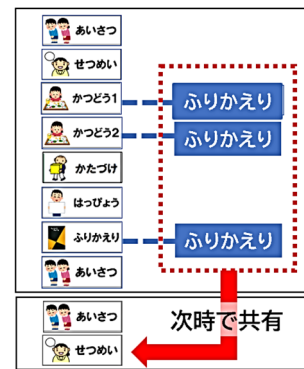 あいさつ
せつめい
かつどう1
ふりかえり
かつどう2
ふりかえり
かたづけ
はっぴょう
ふりかえり
ふりかえり
あいさつ
あいさつ
次時で共有
せつめい